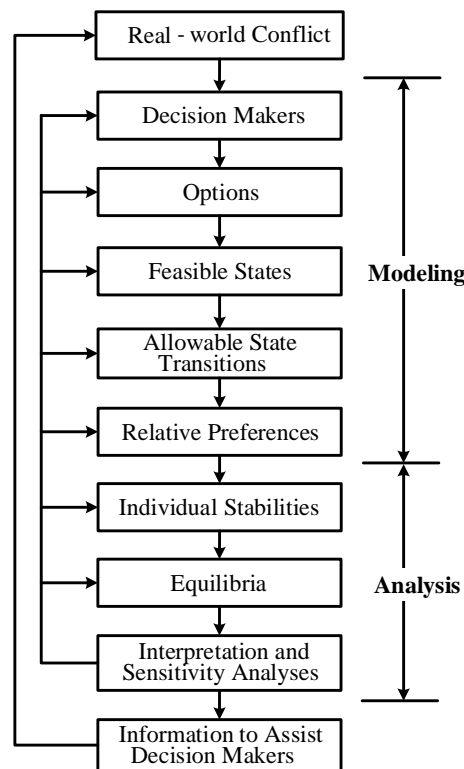 Real - world Conflict
Decision Makers
Options
Feasible States
Modeling
Allowable State
Transitions
Relative Preferences
Individual Stabilities
Equilibria
Analysis
Interpretation and
Sensitivity Analyses
Information to Assist
Decision Makers